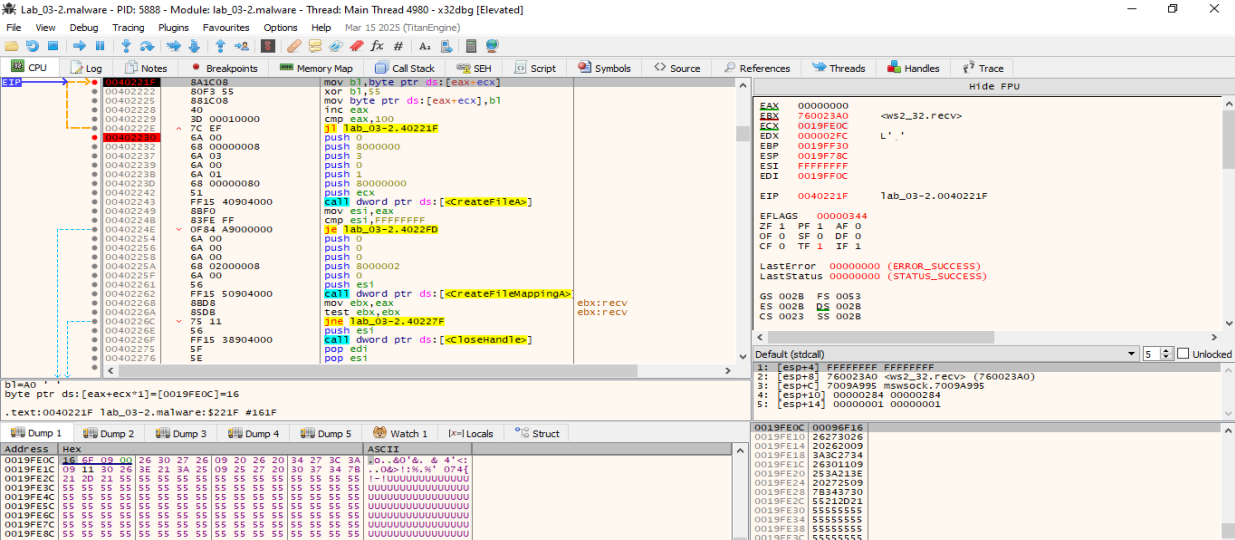 Lab_03-2.malware - PID: 5888 - Module: lab_03-2.malware - Thread: Main Thread 4980 - x32dbg [Elevated]
File View Debug Tracing Plugins Favourites Options Help Mar 15 2025 (TitanEngine)
CPU Log Notes Breakpoints Memory Map Call Stack SEH Script Symbols Source References Threads Handles Trace
EIP
0040221F 8A1C08 mov bl,byte ptr ds:[eax+ecx]
00402222 80F3 55 xor bl,55
00402225 881C08 mov byte ptr ds:[eax+ecx],bl
00402228 40 inc eax
00402229 3D 00010000 cmp eax,100
0040222E 7C EF jl lab_03-2.40221F
00402230 6A 00 push 0
00402232 68 00000008 push 8000000
00402237 6A 03 push 3
00402239 6A 00 push 0
0040223B 6A 01 push 1
0040223D 68 00000080 push 80000000
00402242 51 push ecx
00402243 FF15 40904000 call dword ptr ds:[<CreateFileA>]
00402249 8BF0 mov esi,eax
0040224B 83FE FF cmp esi,FFFFFFFF
0040224E 0F84 A9000000 je lab_03-2.4022FD
00402254 6A 00 push 0
00402256 6A 00 push 0
00402258 6A 00 push 0
0040225A 68 02000008 push 8000002
0040225F 6A 00 push 0
00402261 56 push esi
00402262 FF15 50904000 call dword ptr ds:[<CreateFileMappingA>]
00402268 8BD8 mov ebx,eax ebx:recv
0040226A 85DB test ebx,ebx ebx:recv
0040226C 75 11 jne lab_03-2.40227F
0040226E 56 push esi
0040226F FF15 38904000 call dword ptr ds:[<CloseHandle>]
00402275 5F pop edi
00402276 5E pop esi
Hide FPU
EAX 00000000
EBX 760023A0 <ws2_32.recv>
ECX 0019FE0C
EDX 000002FC L'˼'
EBP 0019FF30
ESP 0019F78C
ESI FFFFFFFF
EDI 0019FF0C
EIP 0040221F lab_03-2.0040221F
EFLAGS 00000344
ZF 1 PF 1 AF 0
OF 0 SF 0 DF 0
CF 0 TF 1 IF 1
LastError 00000000 (ERROR_SUCCESS)
LastStatus 00000000 (STATUS_SUCCESS)
GS 002B FS 0053
ES 002B DS 002B
CS 0023 SS 002B
Default (stdcall) 5 Unlocked
1: [esp+4] FFFFFFFF FFFFFFFF
2: [esp+8] 760023A0 <ws2_32.recv> (760023A0)
3: [esp+C] 7009A995 mswsock.7009A995
4: [esp+10] 00000284 00000284
5: [esp+14] 00000001 00000001
bl=A0 ' '
byte ptr ds:[eax+ecx*1]=[0019FE0C]=16
.text:0040221F lab_03-2.malware:$221F #161F
Dump 1 Dump 2 Dump 3 Dump 4 Dump 5 Watch 1 Locals Struct
Address Hex ASCII
0019FE0C 16 6F 09 00 26 30 27 26 09 20 26 20 34 27 3C 3A .o..&0'&. & 4'<:
0019FE1C 09 11 30 26 3E 21 3A 25 09 25 27 20 30 37 34 7B ..0&>!:%.%' 074{
0019FE2C 21 2D 21 55 55 55 55 55 55 55 55 55 55 55 55 55 !-!UUUUUUUUUUUUU
0019FE3C 55 55 55 55 55 55 55 55 55 55 55 55 55 55 55 55 UUUUUUUUUUUUUUUU
0019FE4C 55 55 55 55 55 55 55 55 55 55 55 55 55 55 55 55 UUUUUUUUUUUUUUUU
0019FE5C 55 55 55 55 55 55 55 55 55 55 55 55 55 55 55 55 UUUUUUUUUUUUUUUU
0019FE6C 55 55 55 55 55 55 55 55 55 55 55 55 55 55 55 55 UUUUUUUUUUUUUUUU
0019FE7C 55 55 55 55 55 55 55 55 55 55 55 55 55 55 55 55 UUUUUUUUUUUUUUUU
0019FE8C 55 55 55 55 55 55 55 55 55 55 55 55 55 55 55 55 UUUUUUUUUUUUUUUU
0019FE0C 00096F16
0019FE10 26273026
0019FE14 20262009
0019FE18 3A3C2734
0019FE1C 26301109
0019FE20 253A213E
0019FE24 20272509
0019FE28 7B343730
0019FE2C 55212D21
0019FE30 55555555
0019FE34 55555555
0019FE38 55555555
0019FE3C 55555555